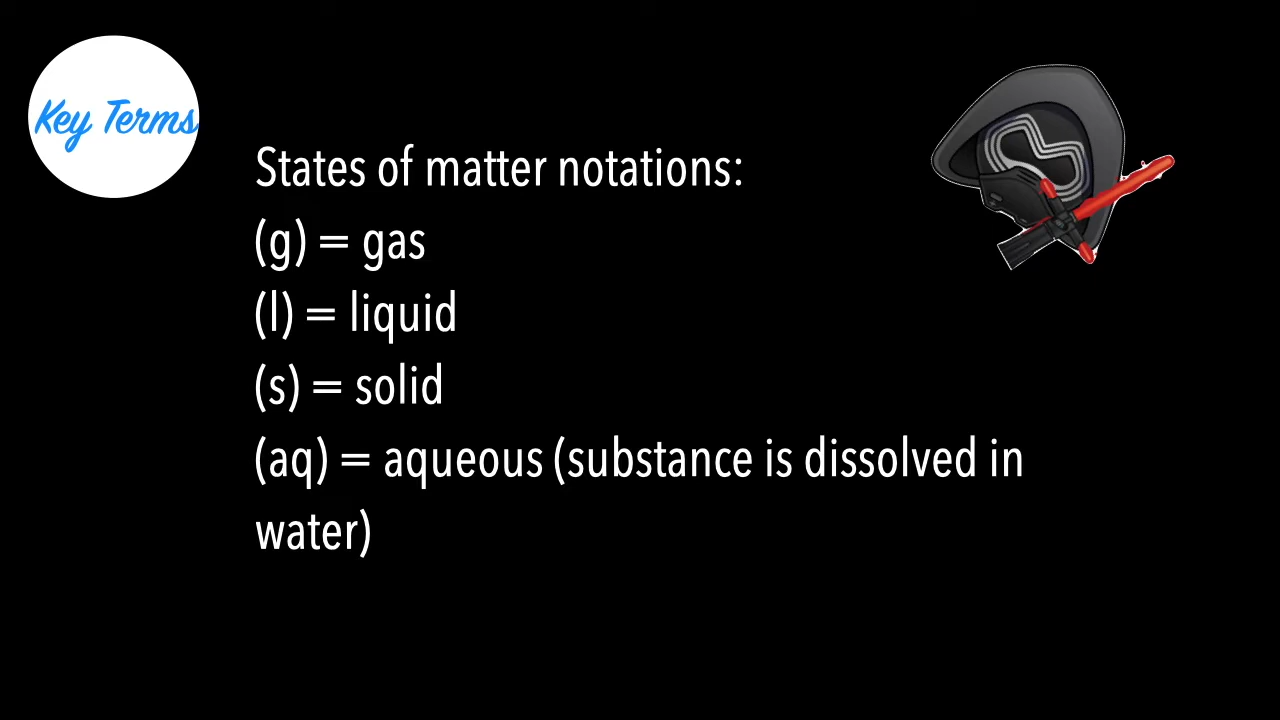 Key Terms
States of matter notations:
(g) = gas
(l) = liquid
(s) = solid
(aq) = aqueous (substance is dissolved in
water)